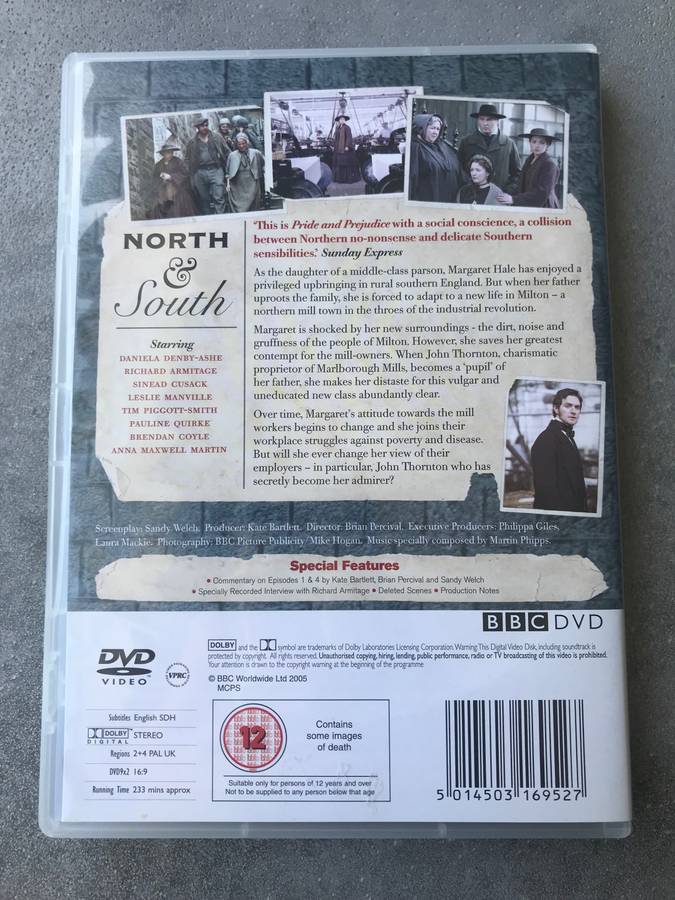 NORTH
&
South
Starring
DANIELA DENBY-ASHE
RICHARD ARMITAGE
SINEAD CUSACK
LESLIE MANVILLE
TIM PIGGOTT-SMITH
PAULINE QUIRKE
BRENDAN COYLE
ANNA MAXWELL MARTIN
'This is Pride and Prejudice with a social conscience, a collision
between Northern no-nonsense and delicate Southern
sensibilities.' Sunday Express
As the daughter of a middle-class parson, Margaret Hale has enjoyed a
privileged upbringing in rural southern England. But when her father
uproots the family, she is forced to adapt to a new life in Milton – a
northern mill town in the throes of the industrial revolution.
Margaret is shocked by her new surroundings - the dirt, noise and
gruffness of the people of Milton. However, she saves her greatest
contempt for the mill-owners. When John Thornton, charismatic
proprietor of Marlborough Mills, becomes a 'pupil' of
her father, she makes her distaste for this vulgar and
uneducated new class abundantly clear.
Over time, Margaret's attitude towards the mill
workers begins to change and she joins their
workplace struggles against poverty and disease.
But will she ever change her view of their
employers – in particular, John Thornton who has
secretly become her admirer?
Screenplay: Sandy Welch. Producer: Kate Bartlett. Director: Brian Percival. Executive Producers: Philippa Giles,
Laura Mackie. Photography: BBC Picture Publicity/Mike Hogan. Music specially composed by Martin Phipps.
Special Features
• Commentary on Episodes 1 & 4 by Kate Bartlett, Brian Percival and Sandy Welch
• Specially Recorded Interview with Richard Armitage • Deleted Scenes • Production Notes
BBC DVD
DVD
VIDEO
VPRC
DOLBY and the symbol are trademarks of Dolby Laboratories Licensing Corporation. Warning: This Digital Video Disk, including soundtrack is
protected by copyright. All rights reserved. Unauthorised copying, hiring, lending, public performance, radio or TV broadcasting of this video is prohibited.
Your attention is drawn to the copyright warning at the beginning of the programme.
© BBC Worldwide Ltd 2005
MCPS
Subtitles English SDH
DOLBY DIGITAL STEREO
Regions 2+4 PAL UK
DVD9x2 16:9
Running Time 233 mins approx
12
Contains
some images
of death
Suitable only for persons of 12 years and over
Not to be supplied to any person below that age
5 014503 169527